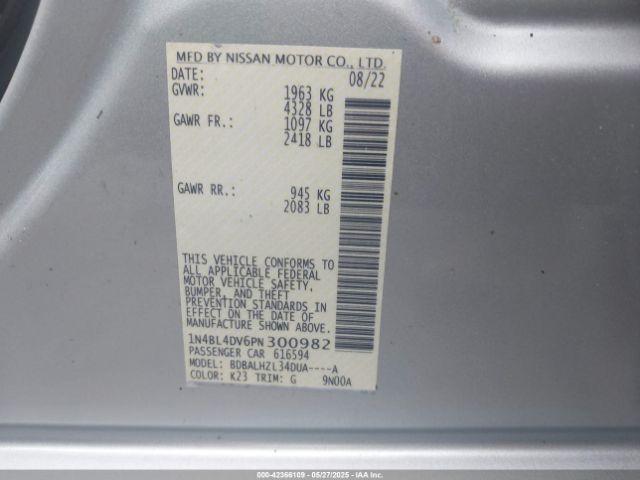 MFD BY NISSAN MOTOR CO., LTD.
DATE: 08/22
GVWR: 1963 KG
4328 LB
GAWR FR.: 1097 KG
2418 LB
GAWR RR.: 945 KG
2083 LB
THIS VEHICLE CONFORMS TO
ALL APPLICABLE FEDERAL
MOTOR VEHICLE SAFETY,
BUMPER, AND THEFT
PREVENTION STANDARDS IN
EFFECT ON THE DATE OF
MANUFACTURE SHOWN ABOVE.
1N4BL4DV6PN300982
PASSENGER CAR 616594
MODEL: BDBALHZL34DUA----A
COLOR: K23 TRIM: G 9N00A
000-42366109 - 05/27/2025 - IAAI.COM